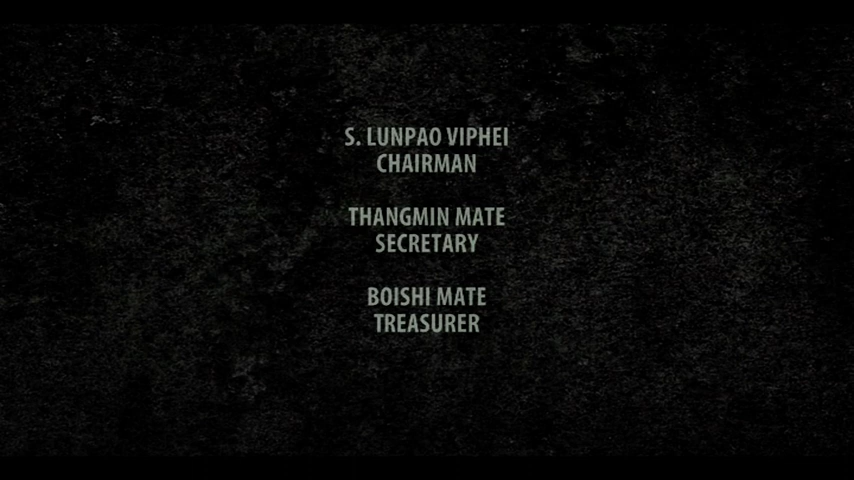 S. LUNPAO VIPHEI
CHAIRMAN
THANGMIN MATE
SECRETARY
BOISHI MATE
TREASURER